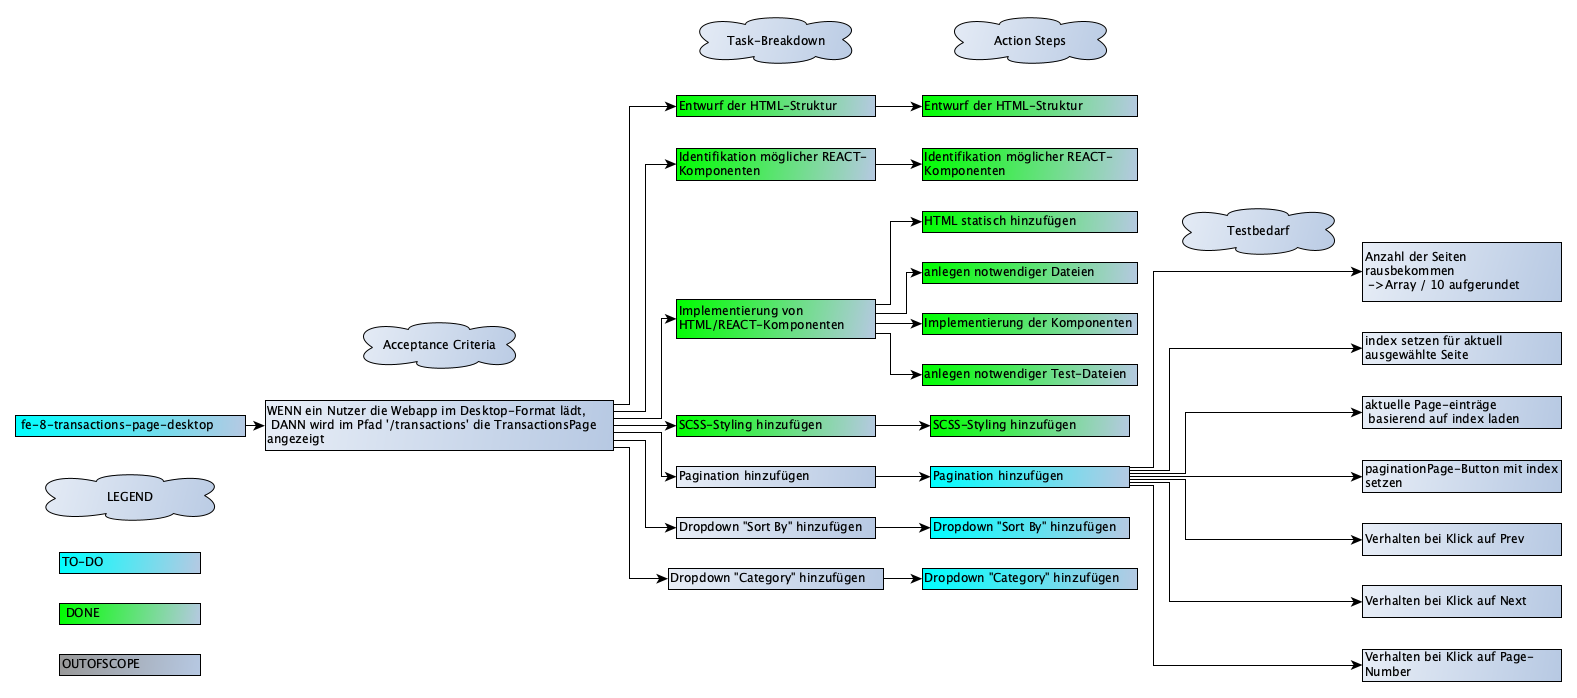 Task-Breakdown
Action Steps
Entwurf der HTML-Struktur
Entwurf der HTML-Struktur
Identifikation möglicher REACT-
Komponenten
Identifikation möglicher REACT-
Komponenten
HTML statisch hinzufügen
anlegen notwendiger Dateien
Implementierung von
HTML/REACT-Komponenten
Implementierung der Komponenten
anlegen notwendiger Test-Dateien
Testbedarf
Anzahl der Seiten
rausbekommen
->Array / 10 aufgerundet
index setzen für aktuell
ausgewählte Seite
aktuelle Page-einträge
basierend auf index laden
paginationPage-Button mit index
setzen
Verhalten bei Klick auf Prev
Verhalten bei Klick auf Next
Verhalten bei Klick auf Page-
Number
Acceptance Criteria
fe-8-transactions-page-desktop
WENN ein Nutzer die Webapp im Desktop-Format lädt,
DANN wird im Pfad '/transactions' die TransactionsPage
angezeigt
SCSS-Styling hinzufügen
SCSS-Styling hinzufügen
Pagination hinzufügen
Pagination hinzufügen
Dropdown "Sort By" hinzufügen
Dropdown "Sort By" hinzufügen
Dropdown "Category" hinzufügen
Dropdown "Category" hinzufügen
LEGEND
TO-DO
DONE
OUTOFSCOPE